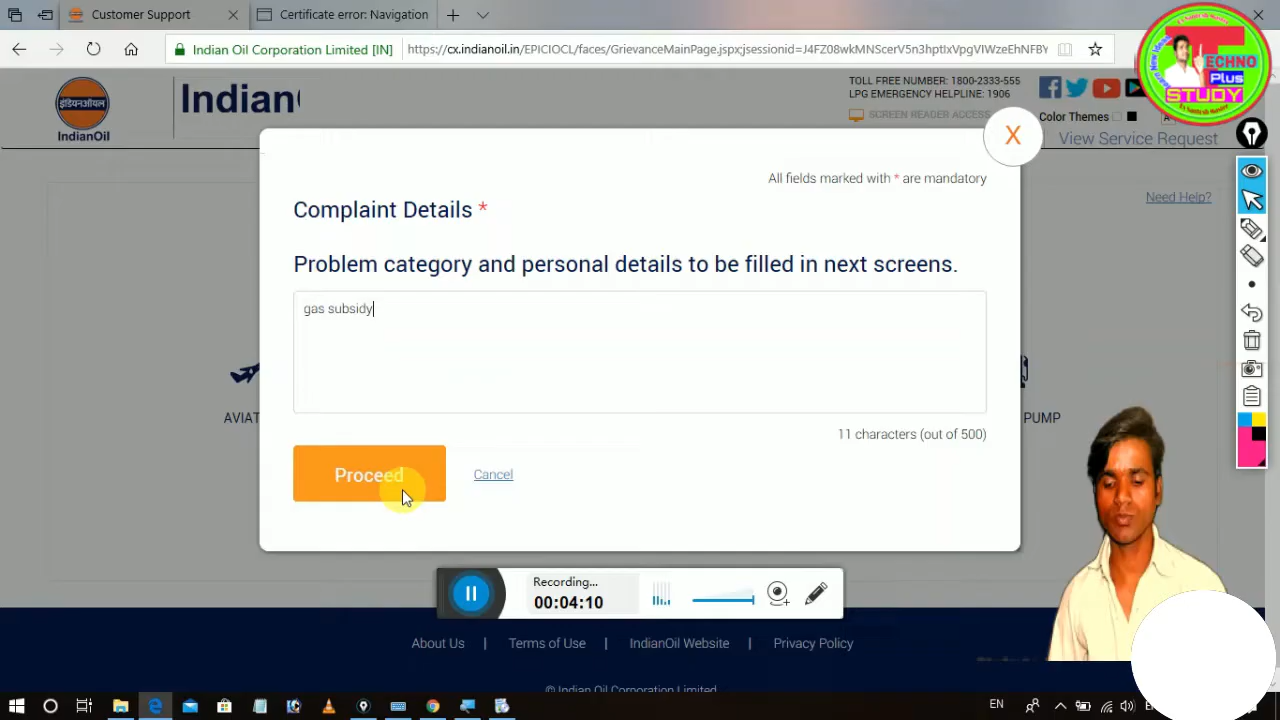 Customer Support
Certificate error: Navigation
Indian Oil Corporation Limited [IN]
https://cx.indianoil.in/EPICIOCL/faces/GrievanceMainPage.jspx;jsessionid=
इंडियनऑयल
IndianOil
Indian
TOLL FREE NUMBER: 1800-2333-555
LPG EMERGENCY HELPLINE: 1906
SCREEN READER ACCESS
Color Themes
View Service Request
TECHNO
Plus
STUDY
Need Help?
X
All fields marked with * are mandatory
Complaint Details *
Problem category and personal details to be filled in next screens.
gas subsidy
11 characters (out of 500)
AVIAT
PUMP
Proceed
Cancel
Recording...
00:04:10
About Us | Terms of Use | IndianOil Website | Privacy Policy
© Indian Oil Corporation Limited
EN